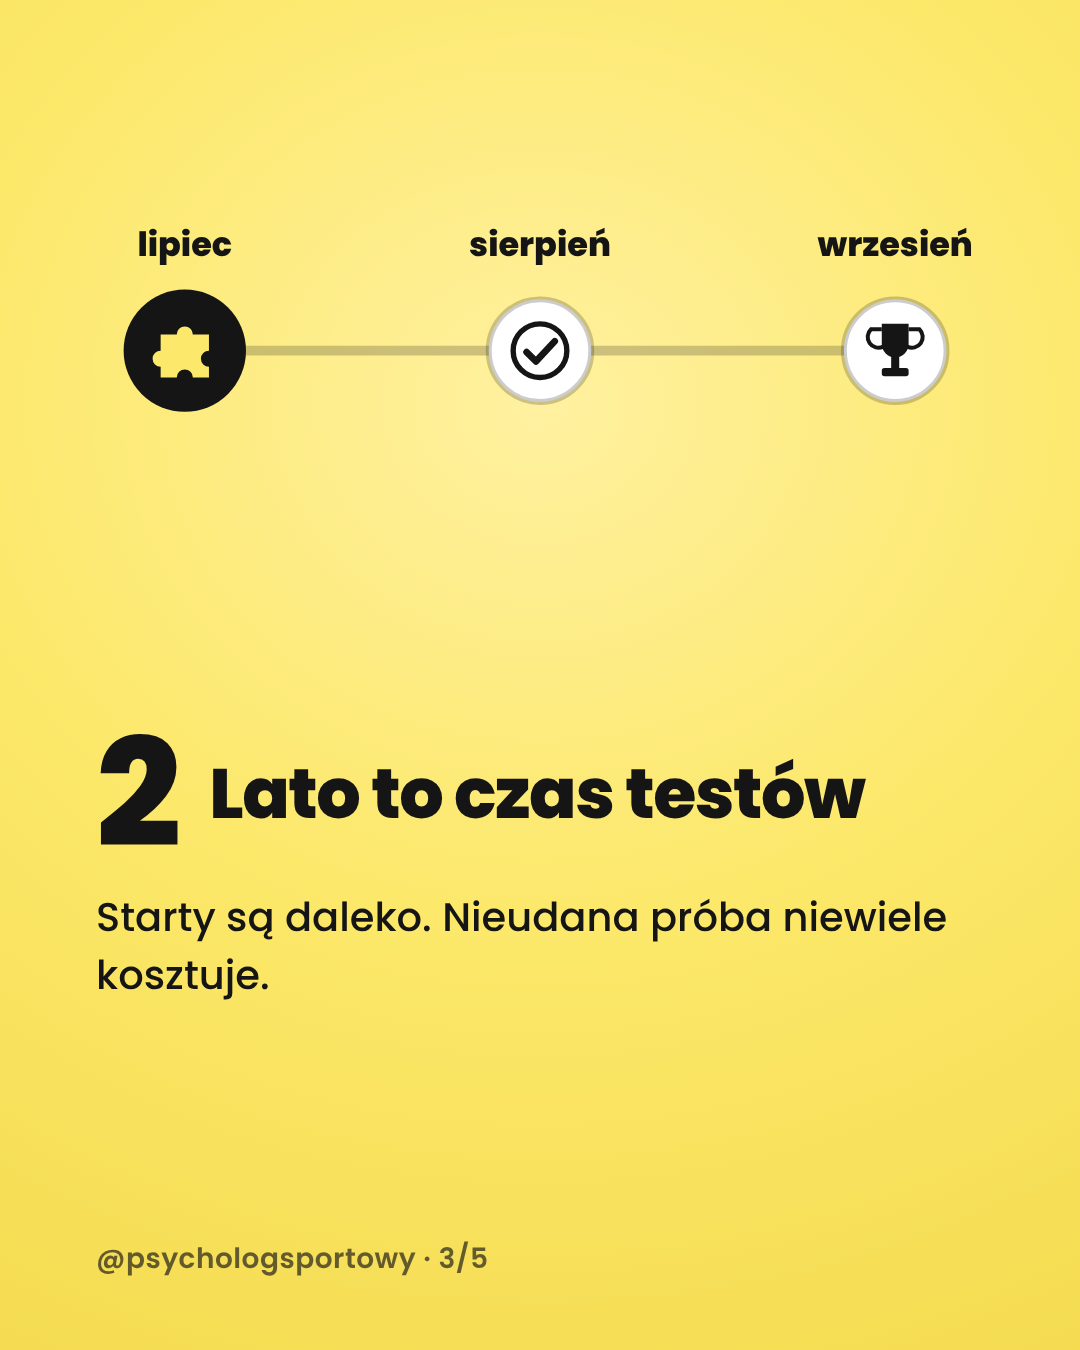 lipiec
sierpień
wrzesień
2 Lato to czas testów
Starty są daleko. Nieudana próba niewiele
kosztuje.
@psychologsportowy · 3/5